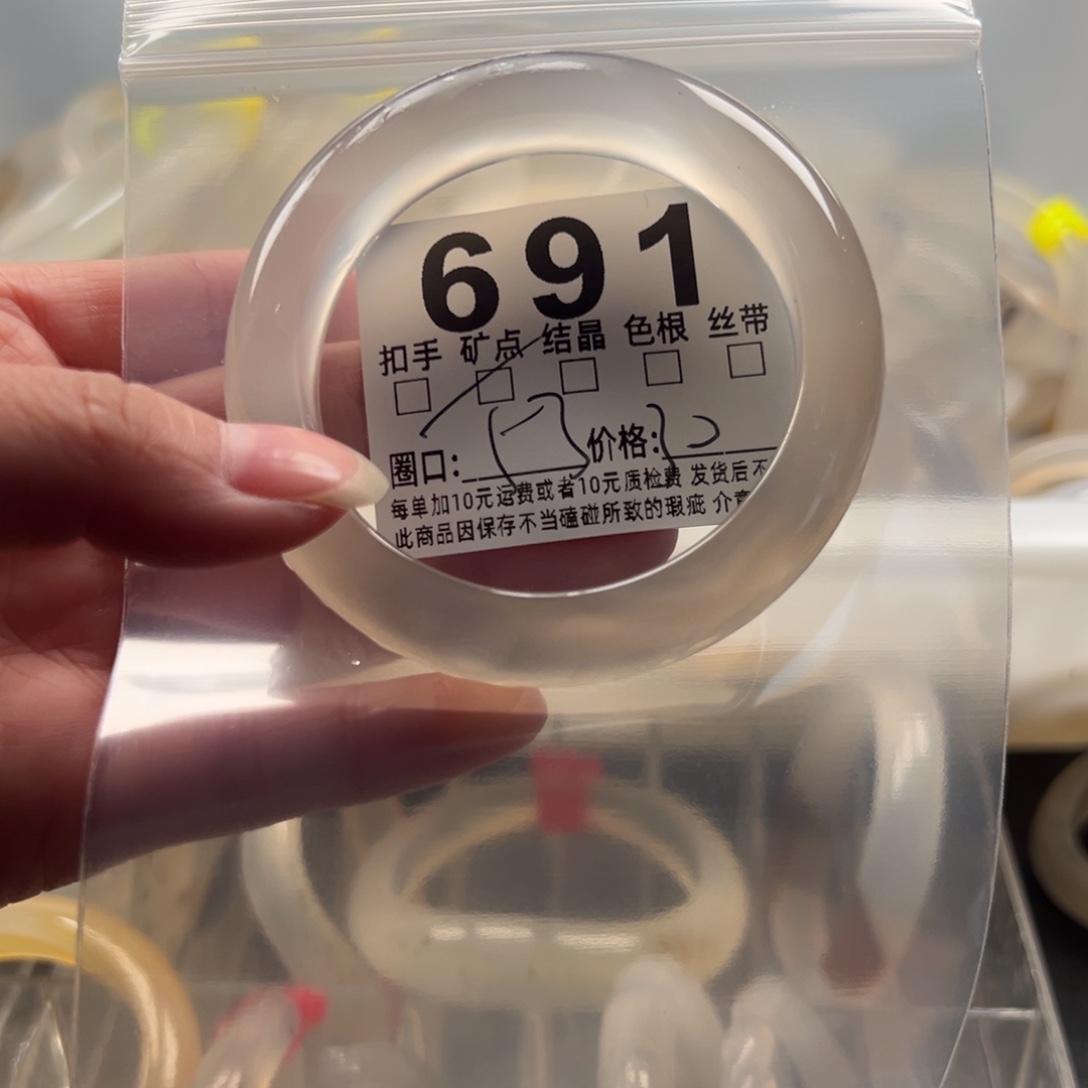 691
扣手 矿点 结晶 色根 丝带
圈口: 价格:
每单加10元运费或者10元质检费 发货后不
此商品因保存不当磕碰所致的瑕疵 介意